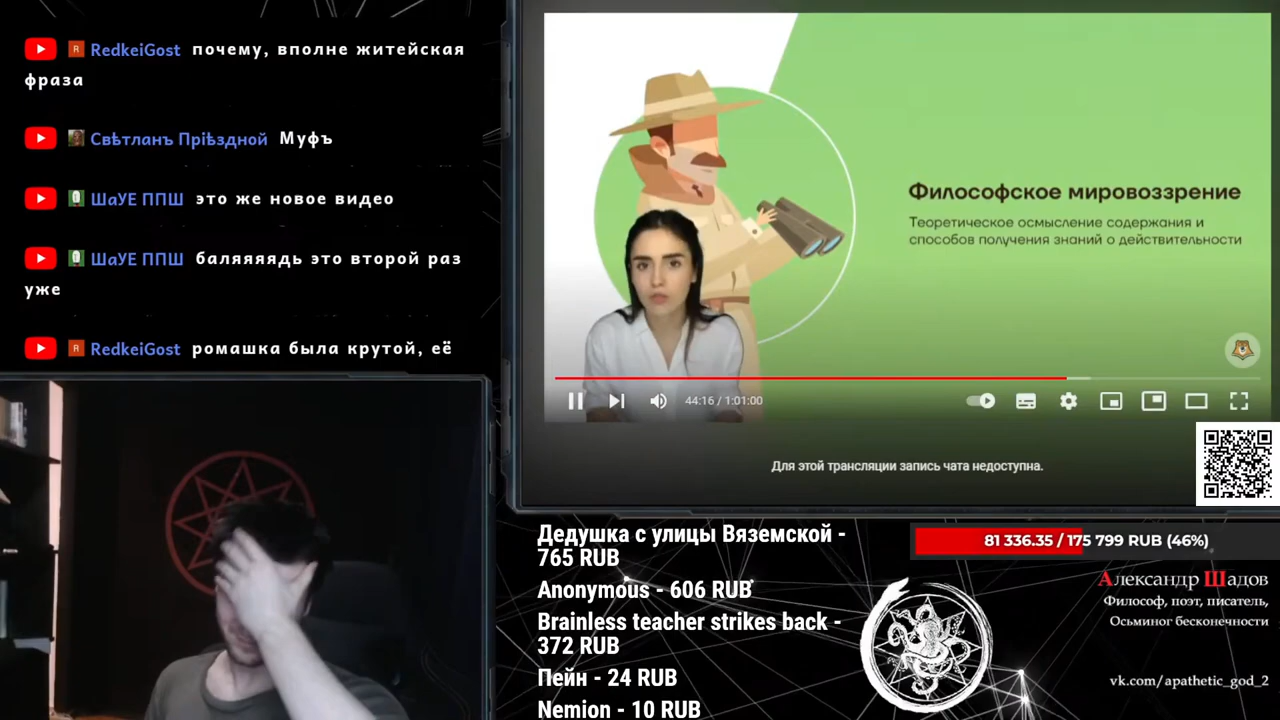 RedkeiGost почему, вполне житейская
фраза
Свѣтланъ Пріѣздной Муфъ
ШаУЕ ППШ это же новое видео
ШаУЕ ППШ баляяяядь это второй раз
уже
RedkeiGost ромашка была крутой, её
Философское мировоззрение
Теоретическое осмысление содержания и
способов получения знаний о действительности
44:16 / 1:01:00
Для этой трансляции запись чата недоступна.
Дедушка с улицы Вяземской -
765 RUB
Anonymous - 606 RUB
Brainless teacher strikes back -
372 RUB
Пейн - 24 RUB
Nemion - 10 RUB
81 336.35 / 175 799 RUB (46%)
Александр Шадов
Философ, поэт, писатель,
Осьминог бесконечности
vk.com/apathetic_god_2